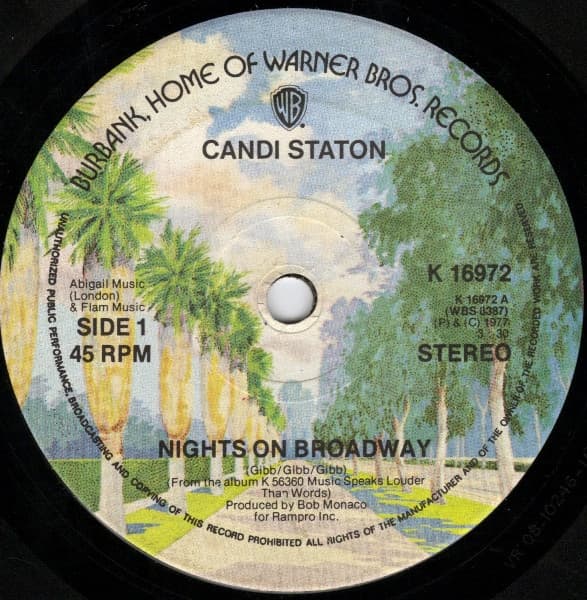 BURBANK, HOME OF WARNER BROS. RECORDS
WB
CANDI STATON
Abigail Music
(London)
& Flam Music
SIDE 1
45 RPM
K 16972
K 16972 A
(WBS 8387)
(P) & (C) 1977
3 - 30
STEREO
NIGHTS ON BROADWAY
(Gibb/Gibb/Gibb)
(From the album K 56360 Music Speaks Louder
Than Words)
Produced by Bob Monaco
for Rampro Inc.
UNAUTHORIZED PUBLIC PERFORMANCE, BROADCASTING AND COPYING OF THIS RECORD PROHIBITED ALL RIGHTS OF THE MANUFACTURER AND OF THE OWNER OF THE RECORDED WORK ARE RESERVED